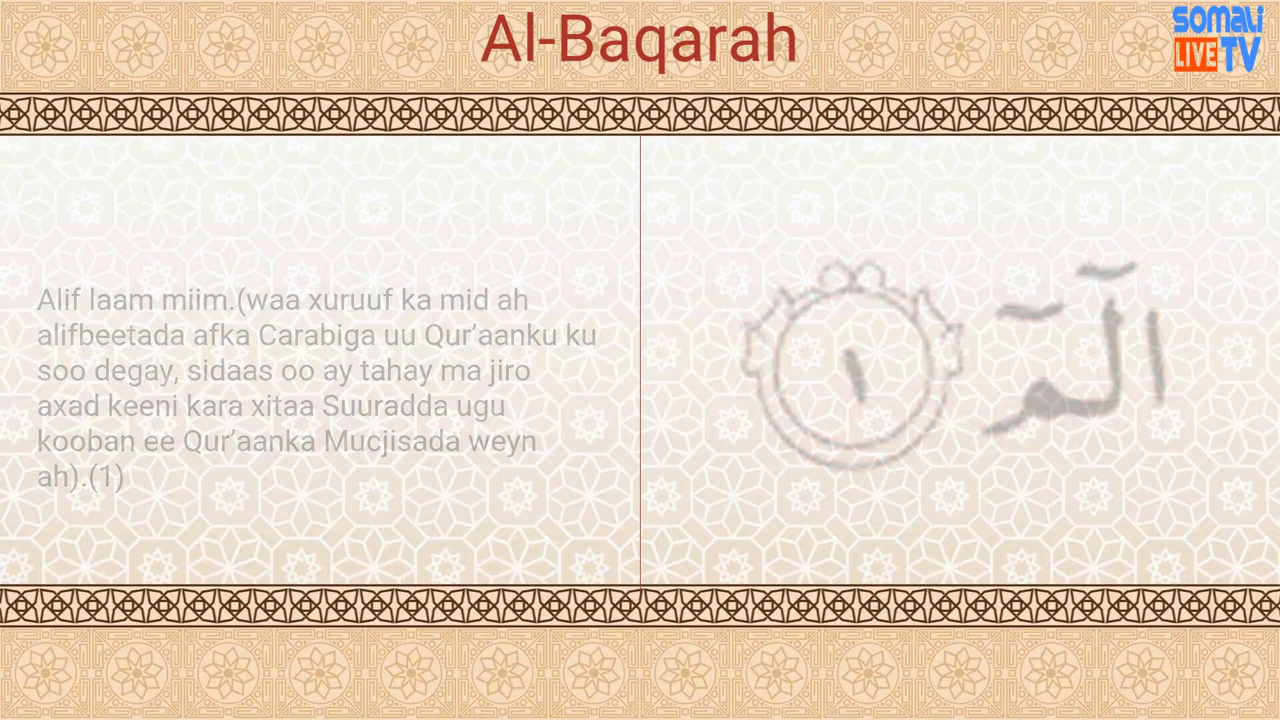 Al-Baqarah
SOMALI
LIVE TV
Alif laam miim.(waa xuruuf ka mid ah
alifbeetada afka Carabiga uu Qur’aanku ku
soo degay, sidaas oo ay tahay ma jiro
axad keeni kara xitaa Suuradda ugu
kooban ee Qur’aanka Mucjisada weyn
ah).(1)
الٓمٓ ١